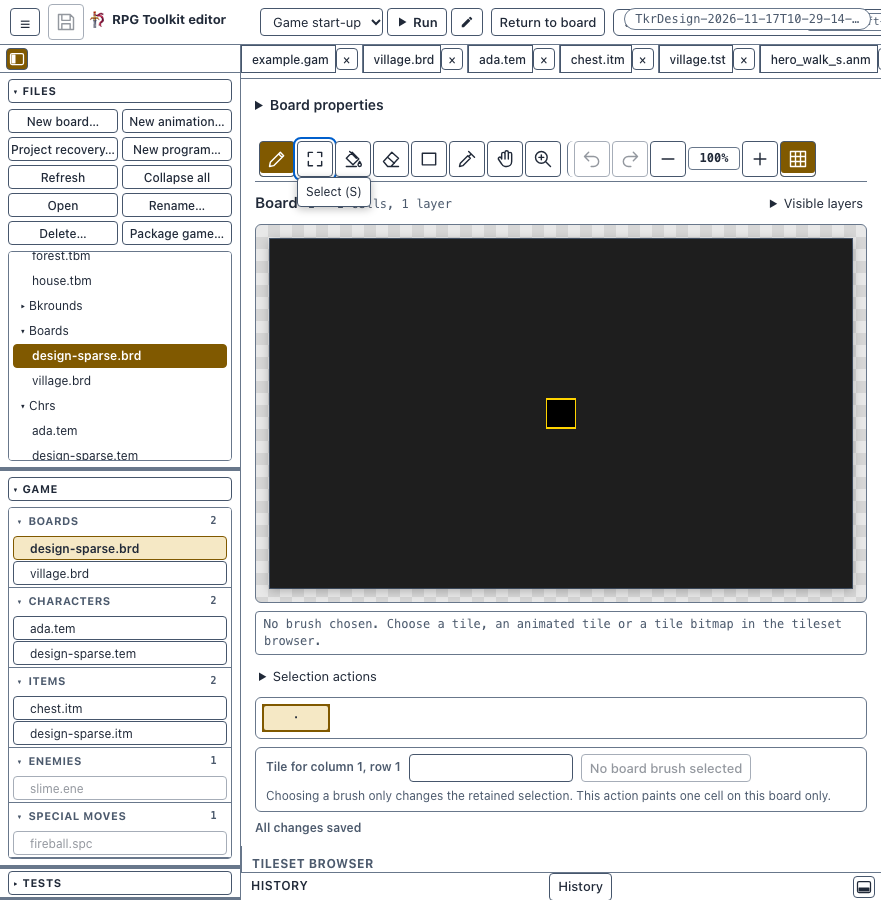 RPG Toolkit editor
Game start-up
Run
Return to board
TkrDesign-2026-11-17T10-29-14-…
example.gam ×
village.brd ×
ada.tem ×
chest.itm ×
village.tst ×
hero_walk_s.anm
FILES
New board…
New animation…
Project recovery…
New program…
Refresh
Collapse all
Open
Rename…
Delete…
Package game…
forest.tbm
house.tbm
Bkrounds
Boards
design-sparse.brd
village.brd
Chrs
ada.tem
design-sparse.tem
GAME
BOARDS 2
design-sparse.brd
village.brd
CHARACTERS 2
ada.tem
design-sparse.tem
ITEMS 2
chest.itm
design-sparse.itm
ENEMIES 1
slime.ene
SPECIAL MOVES 1
fireball.spc
TESTS
Board properties
100%
Select (S)
Board
1 layer
Visible layers
No brush chosen. Choose a tile, an animated tile or a tile bitmap in the tileset
browser.
Selection actions
.
Tile for column 1, row 1
No board brush selected
Choosing a brush only changes the retained selection. This action paints one cell on this board only.
All changes saved
TILESET BROWSER
HISTORY
History